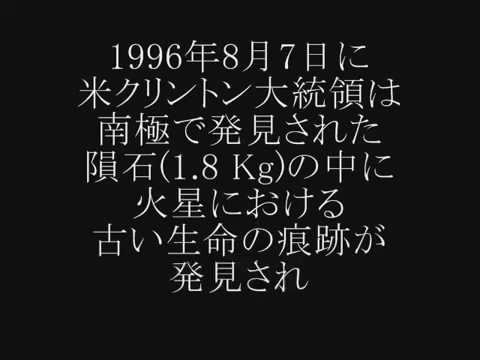 1996年8月7日に
米クリントン大統領は
南極で発見された
隕石(1.8 Kg)の中に
火星における
古い生命の痕跡が
発見され